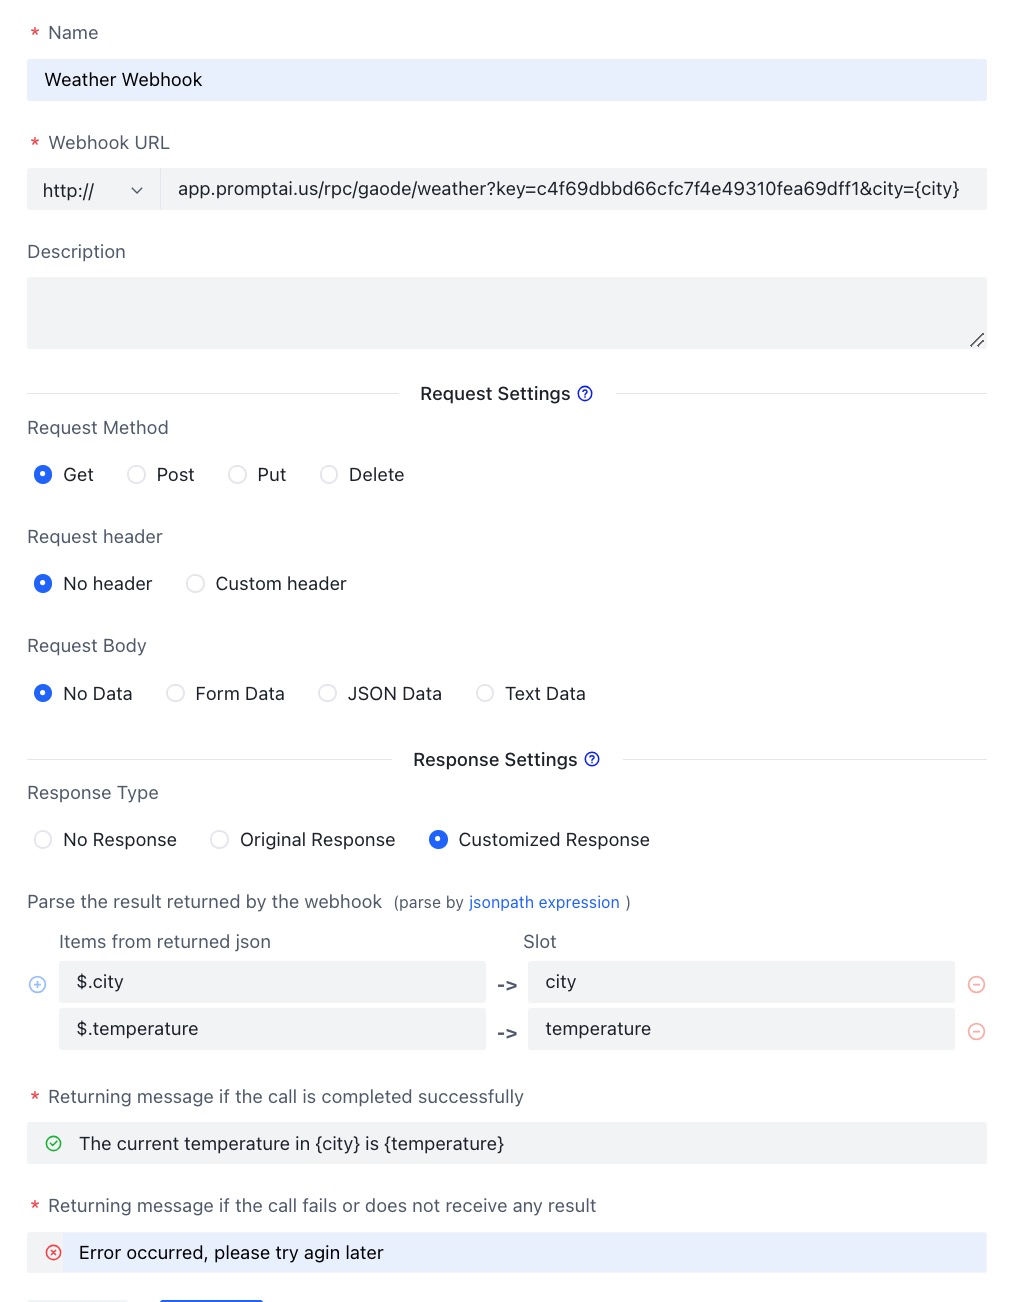 * Name
Weather Webhook
* Webhook URL
http:// app.promptai.us/rpc/gaode/weather?key=c4f69dbbd66cfc7f4e49310fea69dff1&city={city}
Description
Request Settings
Request Method
Get Post Put Delete
Request header
No header Custom header
Request Body
No Data Form Data JSON Data Text Data
Response Settings
Response Type
No Response Original Response Customized Response
Parse the result returned by the webhook (parse by jsonpath expression )
Items from returned json Slot
$.city -> city
$.temperature -> temperature
* Returning message if the call is completed successfully
The current temperature in {city} is {temperature}
* Returning message if the call fails or does not receive any result
Error occurred, please try agin later